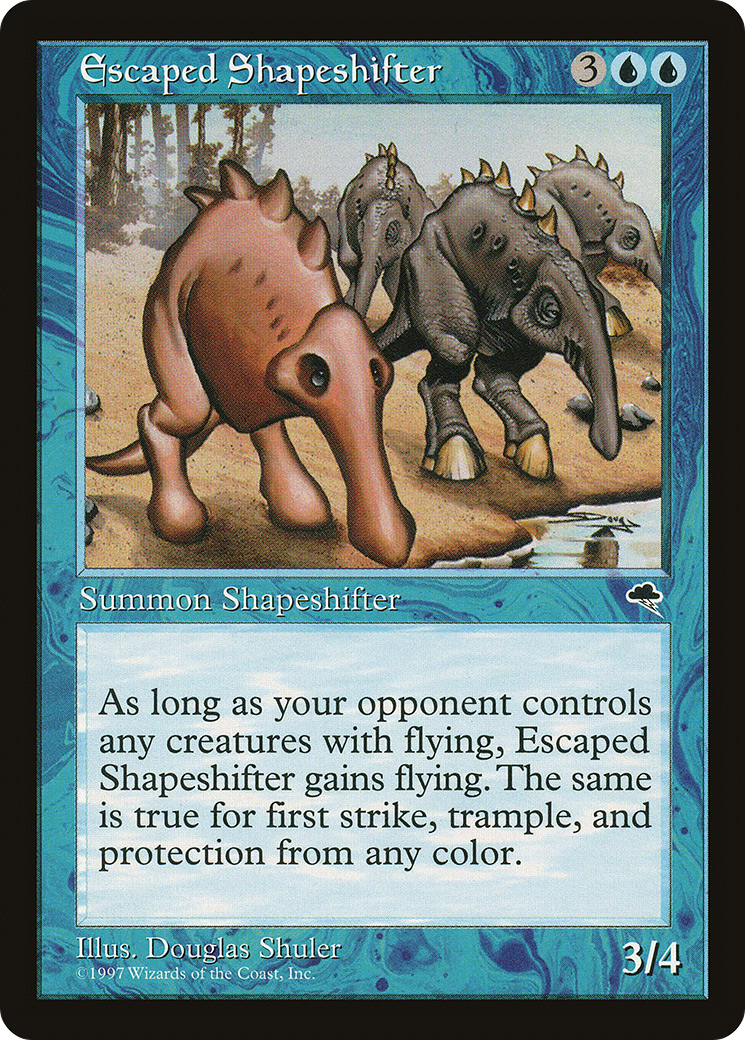 Escaped Shapeshifter
3
Summon Shapeshifter
As long as your opponent controls
any creatures with flying, Escaped
Shapeshifter gains flying. The same
is true for first strike, trample, and
protection from any color.
Illus. Douglas Shuler
©1997 Wizards of the Coast, Inc.
3/4